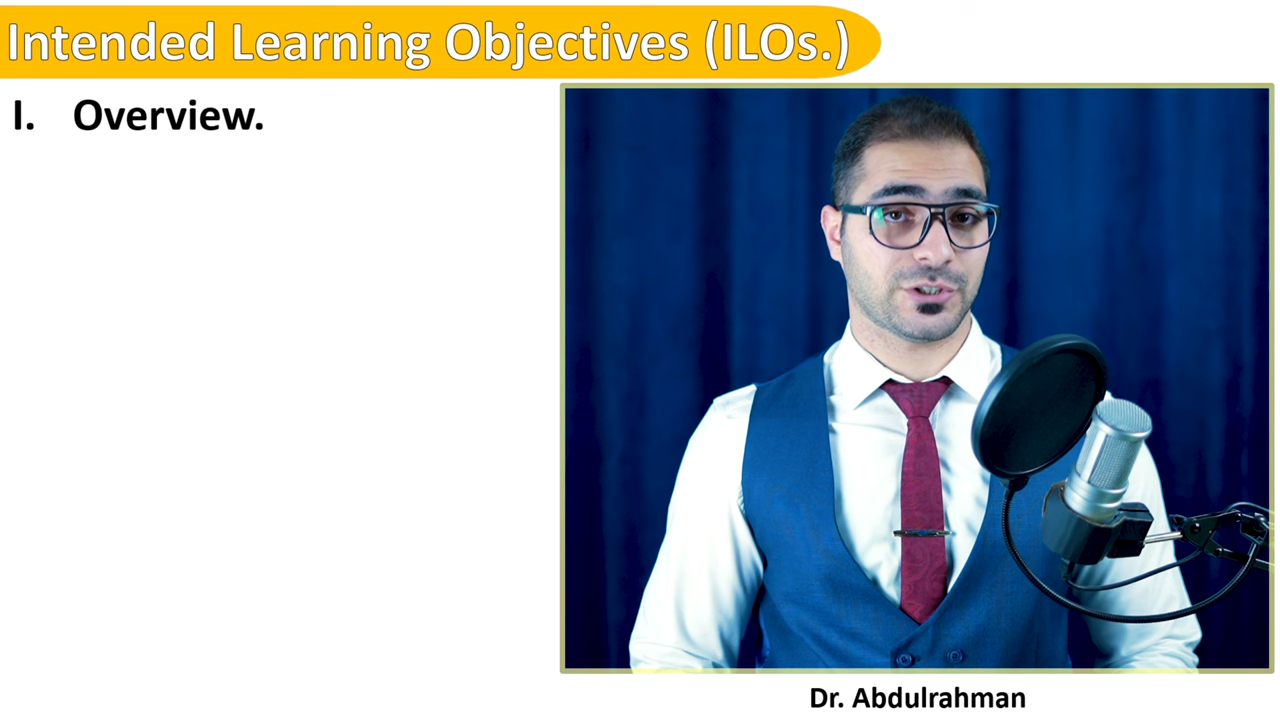 Intended Learning Objectives (ILOs.)
I. Overview.
Dr. Abdulrahman